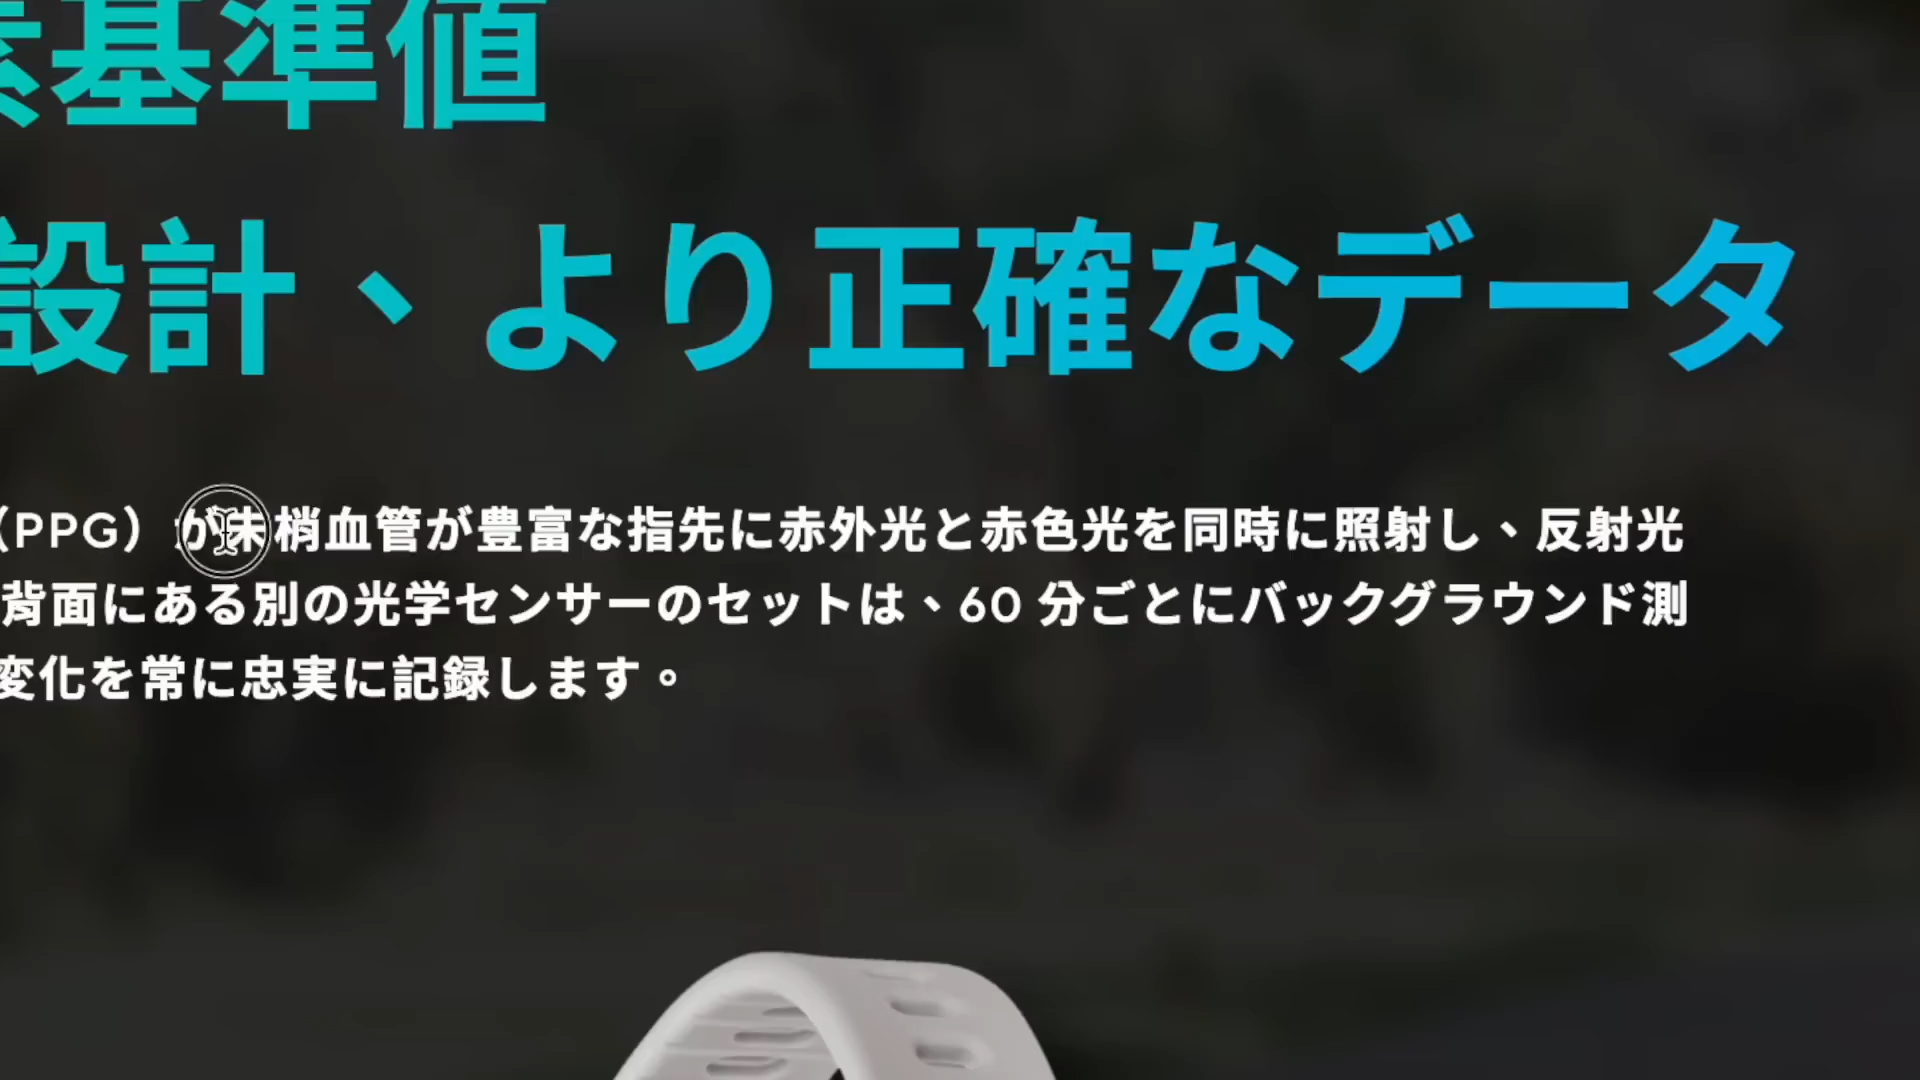 素基準値
設計、より正確なデータ
（PPG）が末梢血管が豊富な指先に赤外光と赤色光を同時に照射し、反射光
背面にある別の光学センサーのセットは、60 分ごとにバックグラウンド測
変化を常に忠実に記録します。